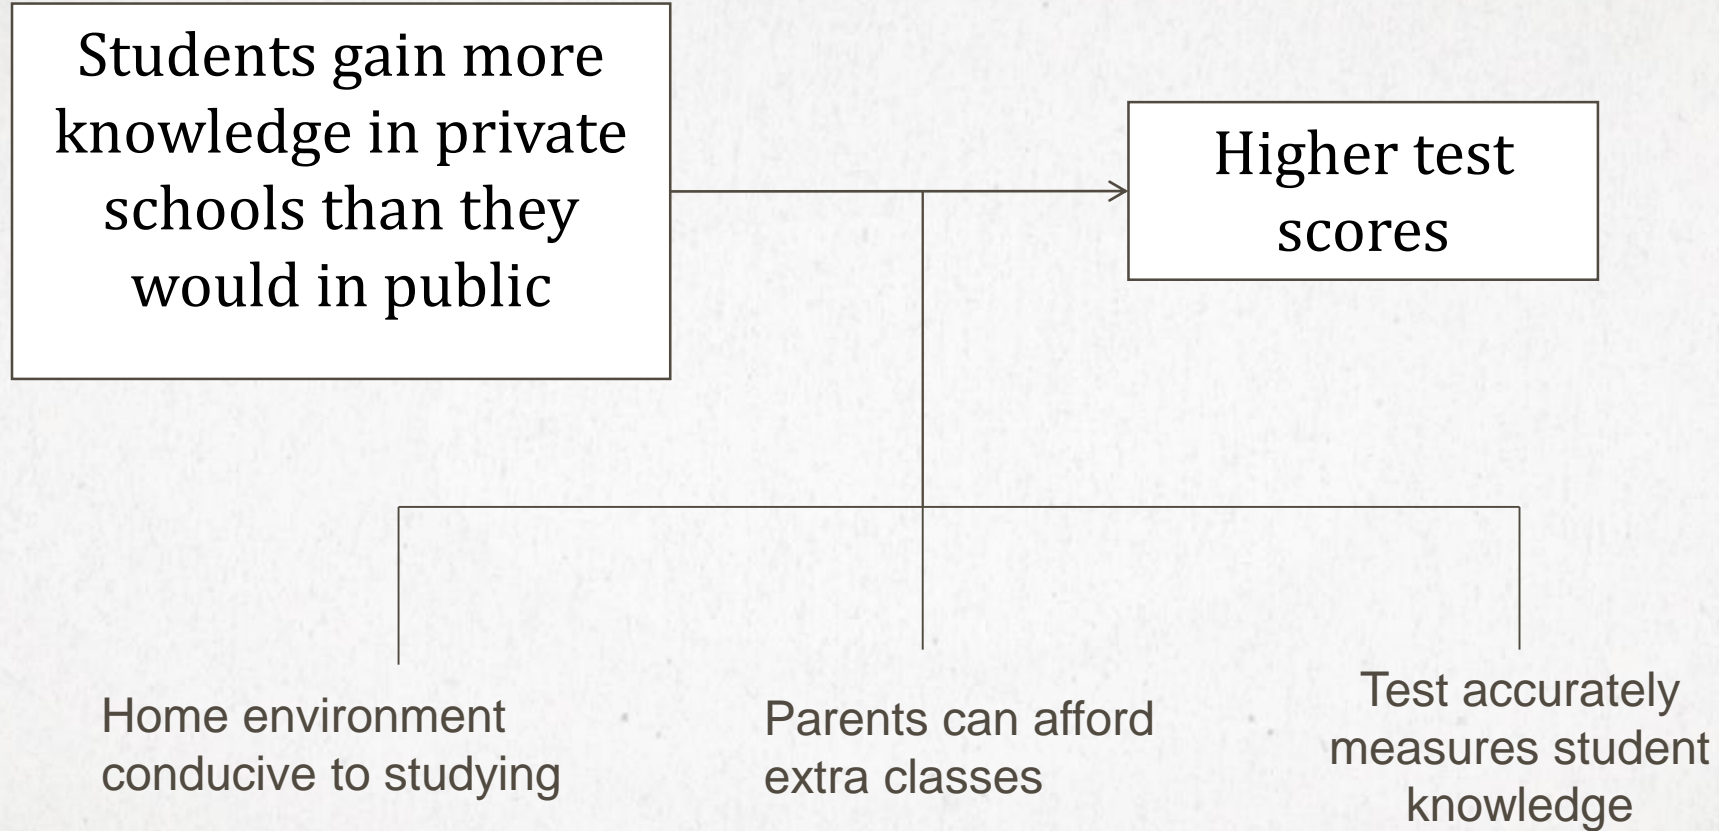 Students gain more
knowledge in private
schools than they
would in public
Higher test
scores
Home environment
conducive to studying
Parents can afford
extra classes
Test accurately
measures student
knowledge